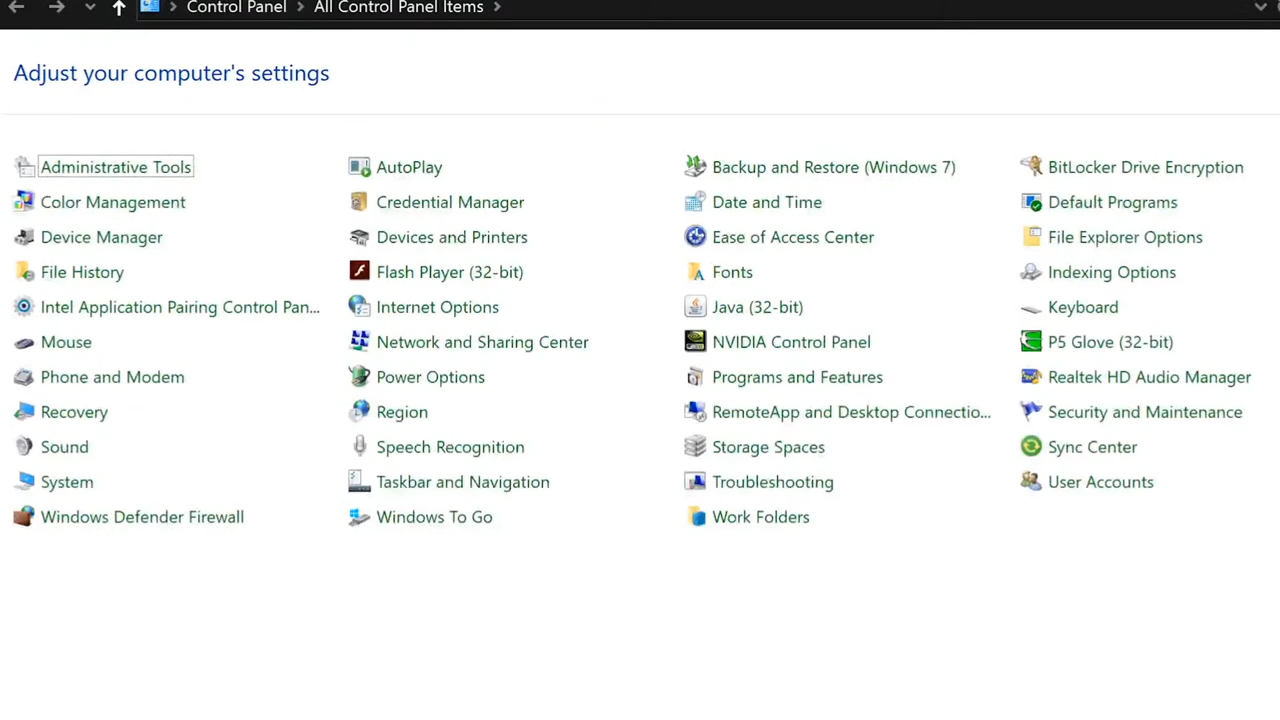 Control Panel > All Control Panel Items >
Adjust your computer's settings
Administrative Tools
AutoPlay
Backup and Restore (Windows 7)
BitLocker Drive Encryption
Color Management
Credential Manager
Date and Time
Default Programs
Device Manager
Devices and Printers
Ease of Access Center
File Explorer Options
File History
Flash Player (32-bit)
Fonts
Indexing Options
Intel Application Pairing Control Pan...
Internet Options
Java (32-bit)
Keyboard
Mouse
Network and Sharing Center
NVIDIA Control Panel
P5 Glove (32-bit)
Phone and Modem
Power Options
Programs and Features
Realtek HD Audio Manager
Recovery
Region
RemoteApp and Desktop Connectio...
Security and Maintenance
Sound
Speech Recognition
Storage Spaces
Sync Center
System
Taskbar and Navigation
Troubleshooting
User Accounts
Windows Defender Firewall
Windows To Go
Work Folders